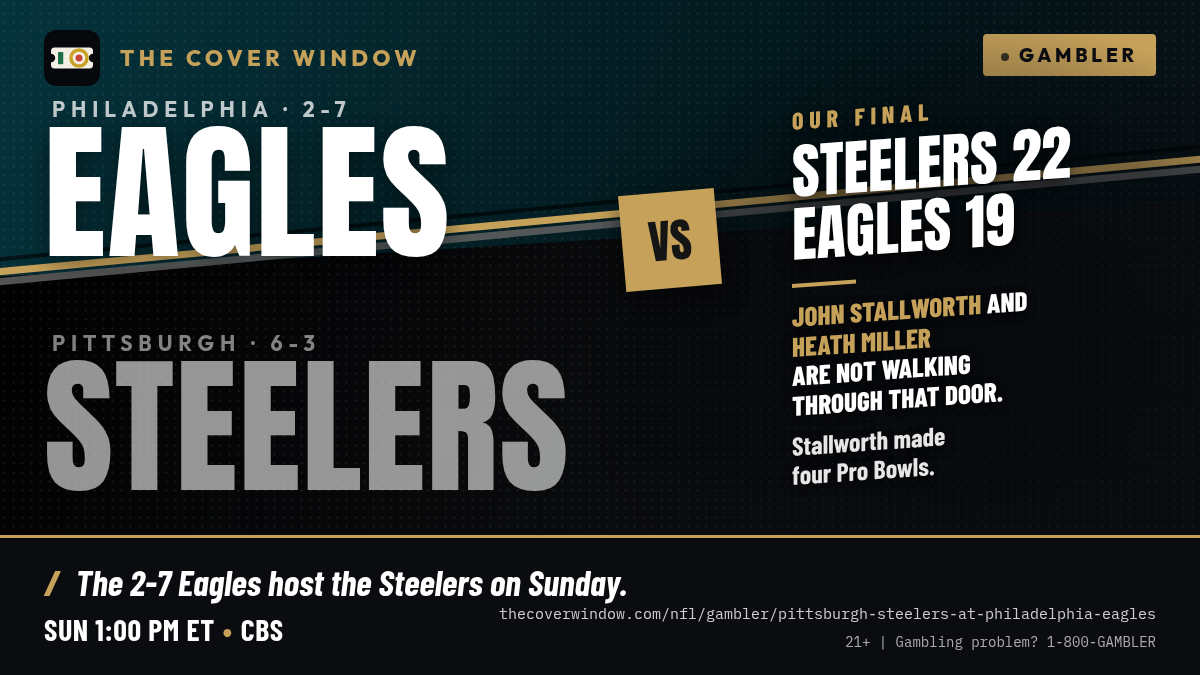 THE COVER WINDOW
• GAMBLER
PHILADELPHIA · 2-7
EAGLES
VS
PITTSBURGH · 6-3
STEELERS
OUR FINAL
STEELERS 22
EAGLES 19
JOHN STALLWORTH AND
HEATH MILLER
ARE NOT WALKING
THROUGH THAT DOOR.
Stallworth made
four Pro Bowls.
/ The 2-7 Eagles host the Steelers on Sunday.
SUN 1:00 PM ET • CBS
thecoverwindow.com/nfl/gambler/pittsburgh-steelers-at-philadelphia-eagles
21+ | Gambling problem? 1-800-GAMBLER